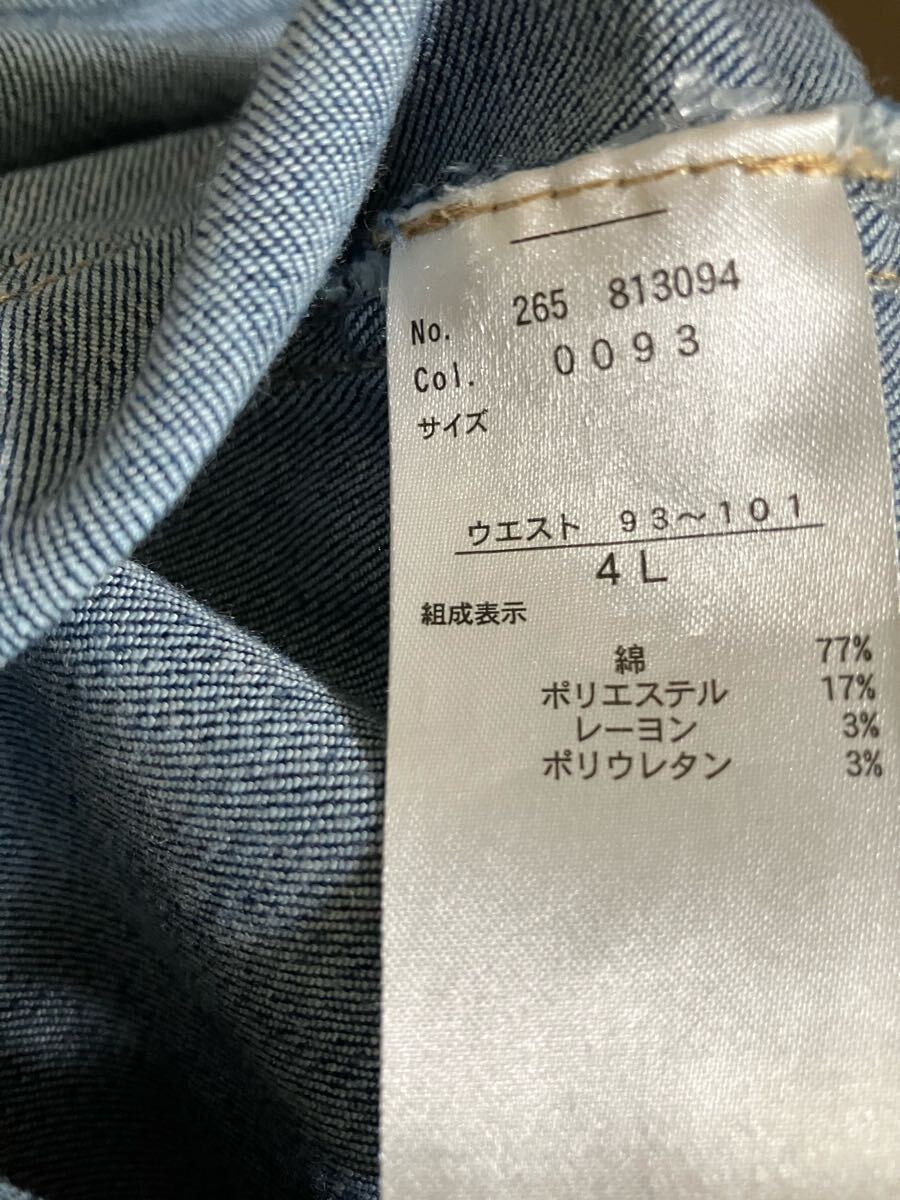 No. 265 813094
Col. 0093
サイズ
ウエスト 93～101
4L
組成表示
綿 77%
ポリエステル 17%
レーヨン 3%
ポリウレタン 3%